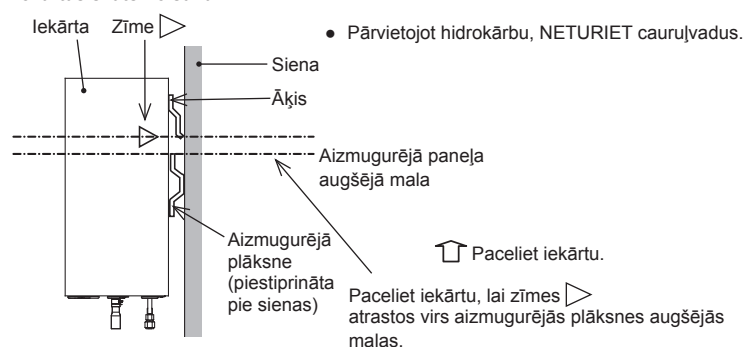 Iekārta
Zīme
● Pārvietojot hidrokārbu, NETURIET cauruļvadus.
Siena
Āķis
Aizmugurējā paneļa
augšējā mala
Aizmugurējā
plāksne
(piestiprināta
pie sienas)
Paceliet iekārtu.
Paceliet iekārtu, lai zīmes
atrastos virs aizmugurējās plāksnes augšējās
malas.